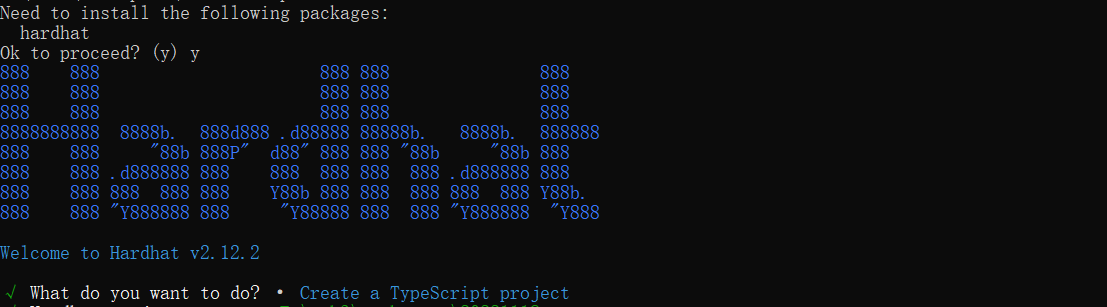 Need to install the following packages:
  hardhat
Ok to proceed? (y) y
888    888                      888 888               888
888    888                      888 888               888
888    888                      888 888               888
8888888888  8888b.  888d888 .d88888 88888b.   8888b.  888888
888    888     "88b 888P"  d88" 888 888 "88b     "88b 888
888    888 .d888888 888    888  888 888  888 .d888888 888
888    888 888  888 888    Y88b 888 888  888 888  888 Y88b.
888    888 "Y888888 888     "Y88888 888  888 "Y888888  "Y888
Welcome to Hardhat v2.12.2
√ What do you want to do? · Create a TypeScript project